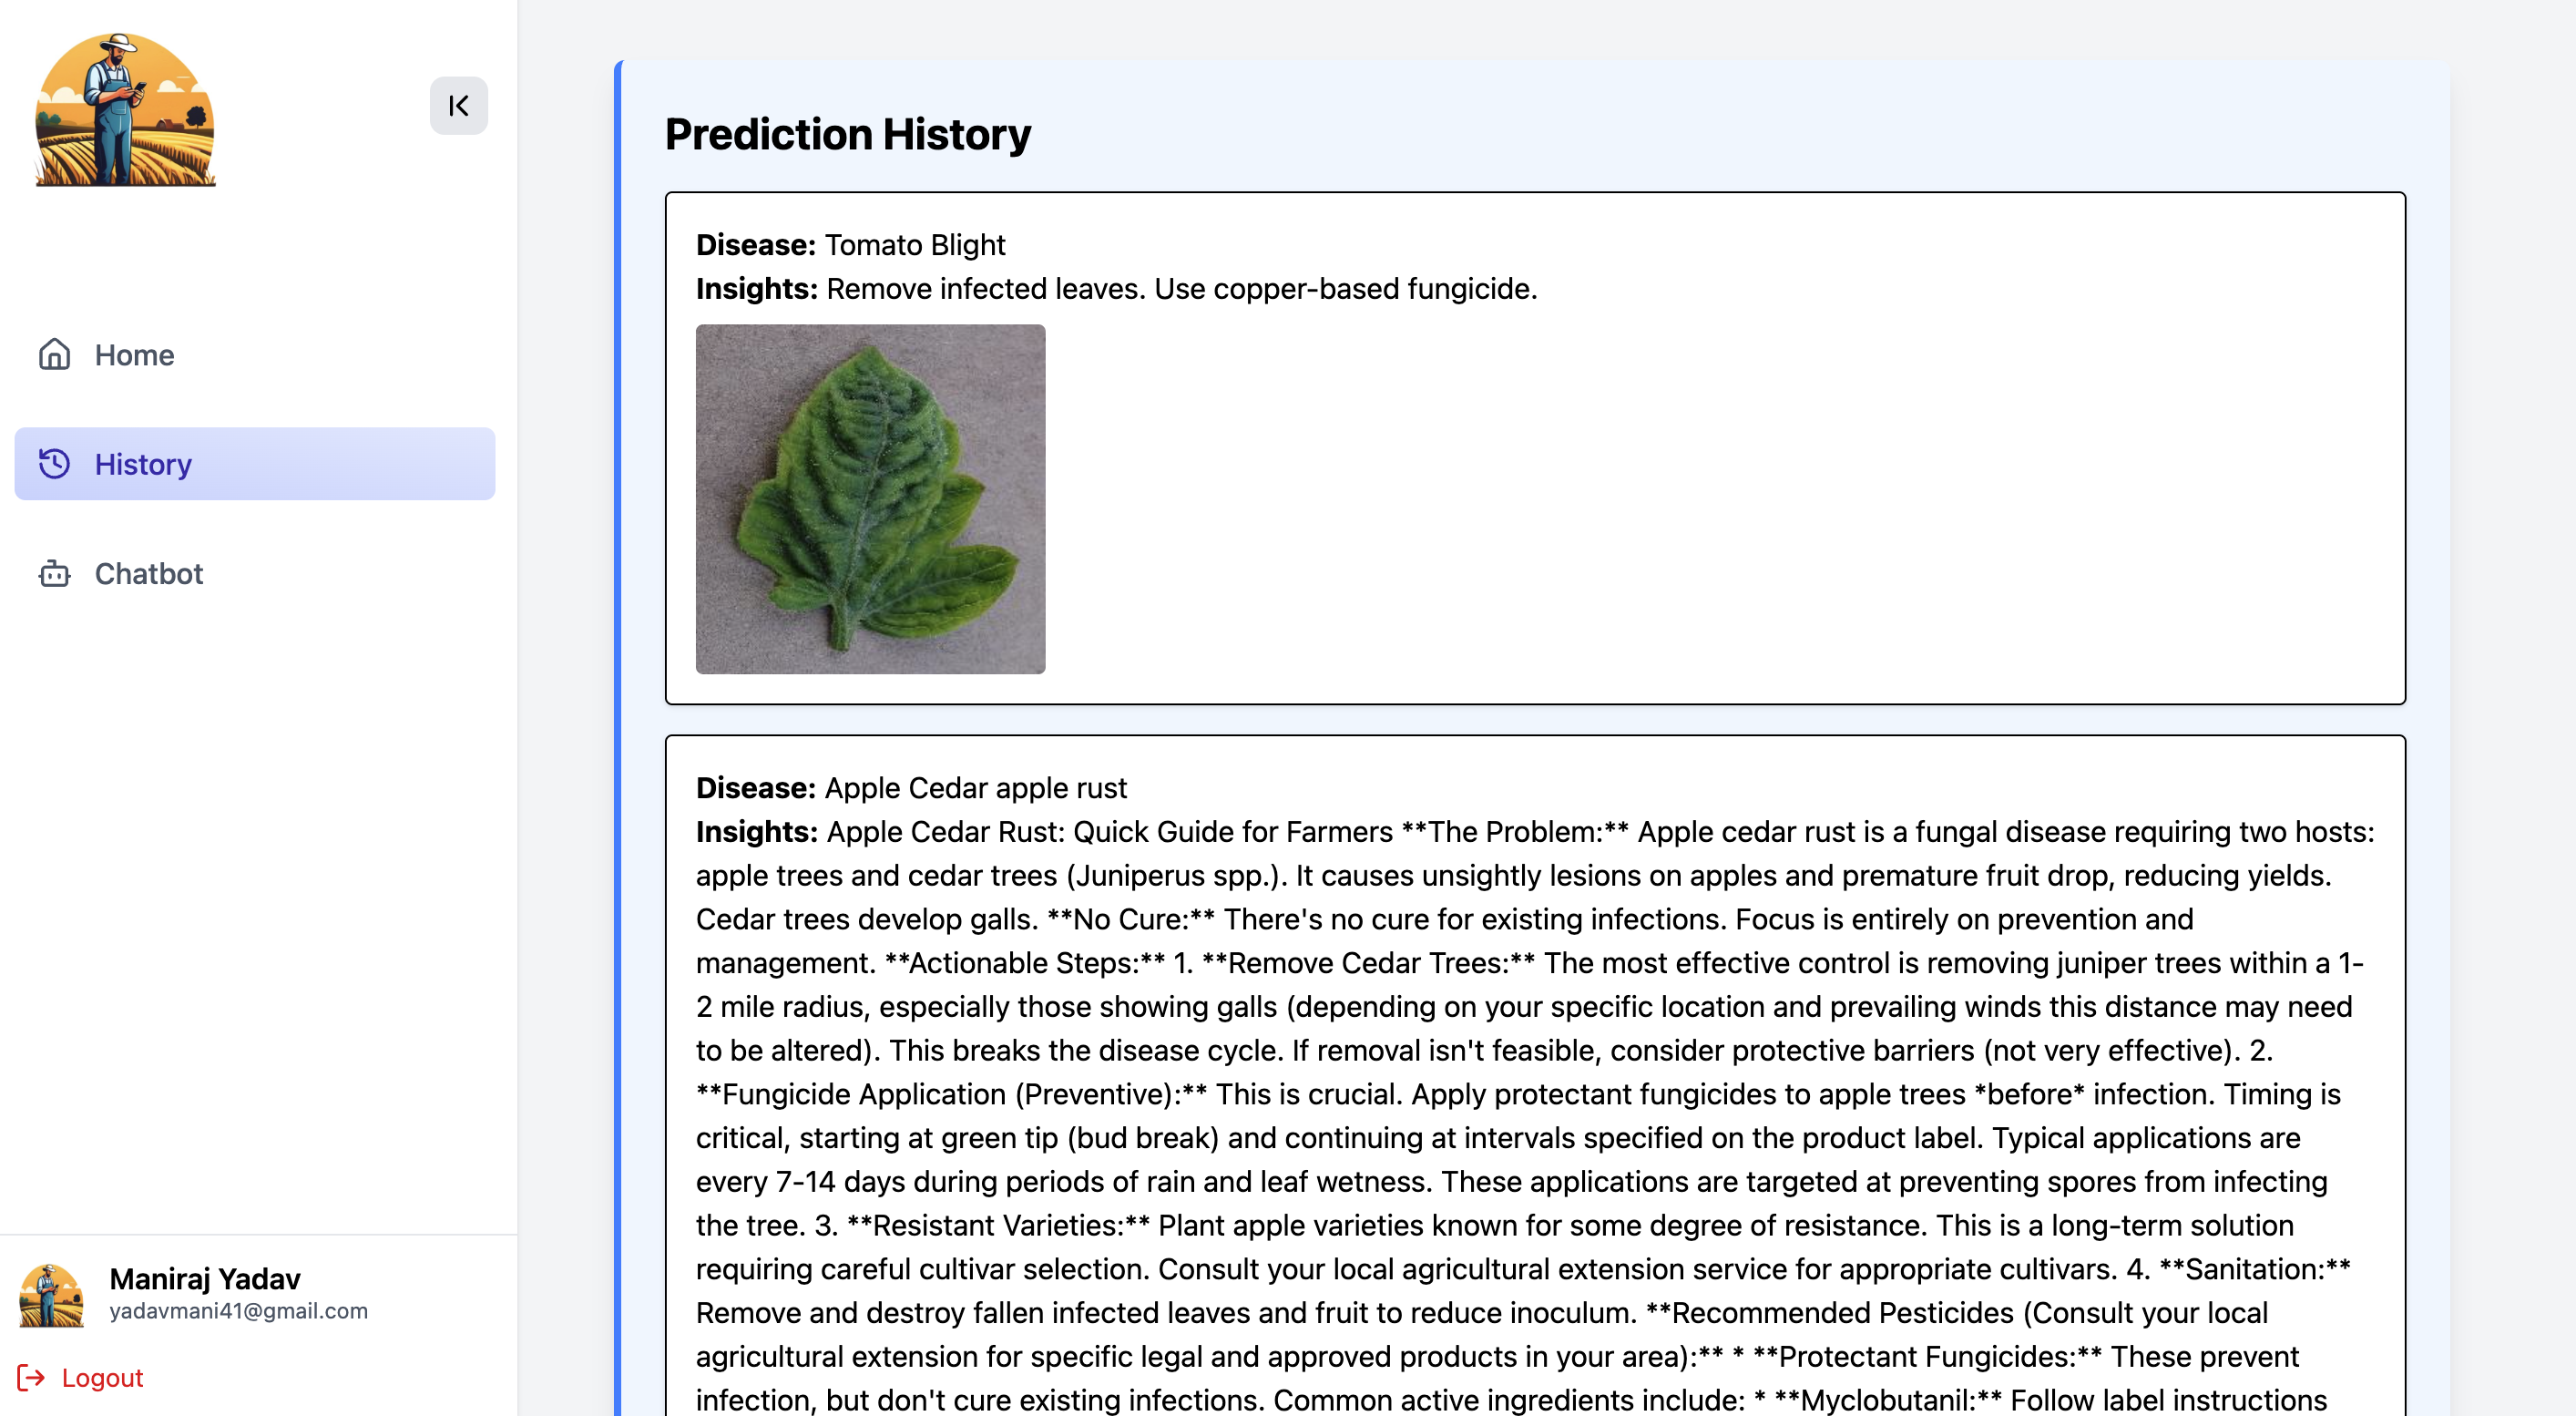 Home
History
Chatbot
Maniraj Yadav
yadavmani41@gmail.com
Logout
Prediction History
Disease: Tomato Blight
Insights: Remove infected leaves. Use copper-based fungicide.
Disease: Apple Cedar apple rust
Insights: Apple Cedar Rust: Quick Guide for Farmers **The Problem:** Apple cedar rust is a fungal disease requiring two hosts:
apple trees and cedar trees (Juniperus spp.). It causes unsightly lesions on apples and premature fruit drop, reducing yields.
Cedar trees develop galls. **No Cure:** There's no cure for existing infections. Focus is entirely on prevention and
management. **Actionable Steps:** 1. **Remove Cedar Trees:** The most effective control is removing juniper trees within a 1-
2 mile radius, especially those showing galls (depending on your specific location and prevailing winds this distance may need
to be altered). This breaks the disease cycle. If removal isn't feasible, consider protective barriers (not very effective). 2.
**Fungicide Application (Preventive):** This is crucial. Apply protectant fungicides to apple trees *before* infection. Timing is
critical, starting at green tip (bud break) and continuing at intervals specified on the product label. Typical applications are
every 7-14 days during periods of rain and leaf wetness. These applications are targeted at preventing spores from infecting
the tree. 3. **Resistant Varieties:** Plant apple varieties known for some degree of resistance. This is a long-term solution
requiring careful cultivar selection. Consult your local agricultural extension service for appropriate cultivars. 4. **Sanitation:**
Remove and destroy fallen infected leaves and fruit to reduce inoculum. **Recommended Pesticides (Consult your local
agricultural extension for specific legal and approved products in your area):** * **Protectant Fungicides:** These prevent
infection, but don't cure existing infections. Common active ingredients include: * **Myclobutanil:** Follow label instructions